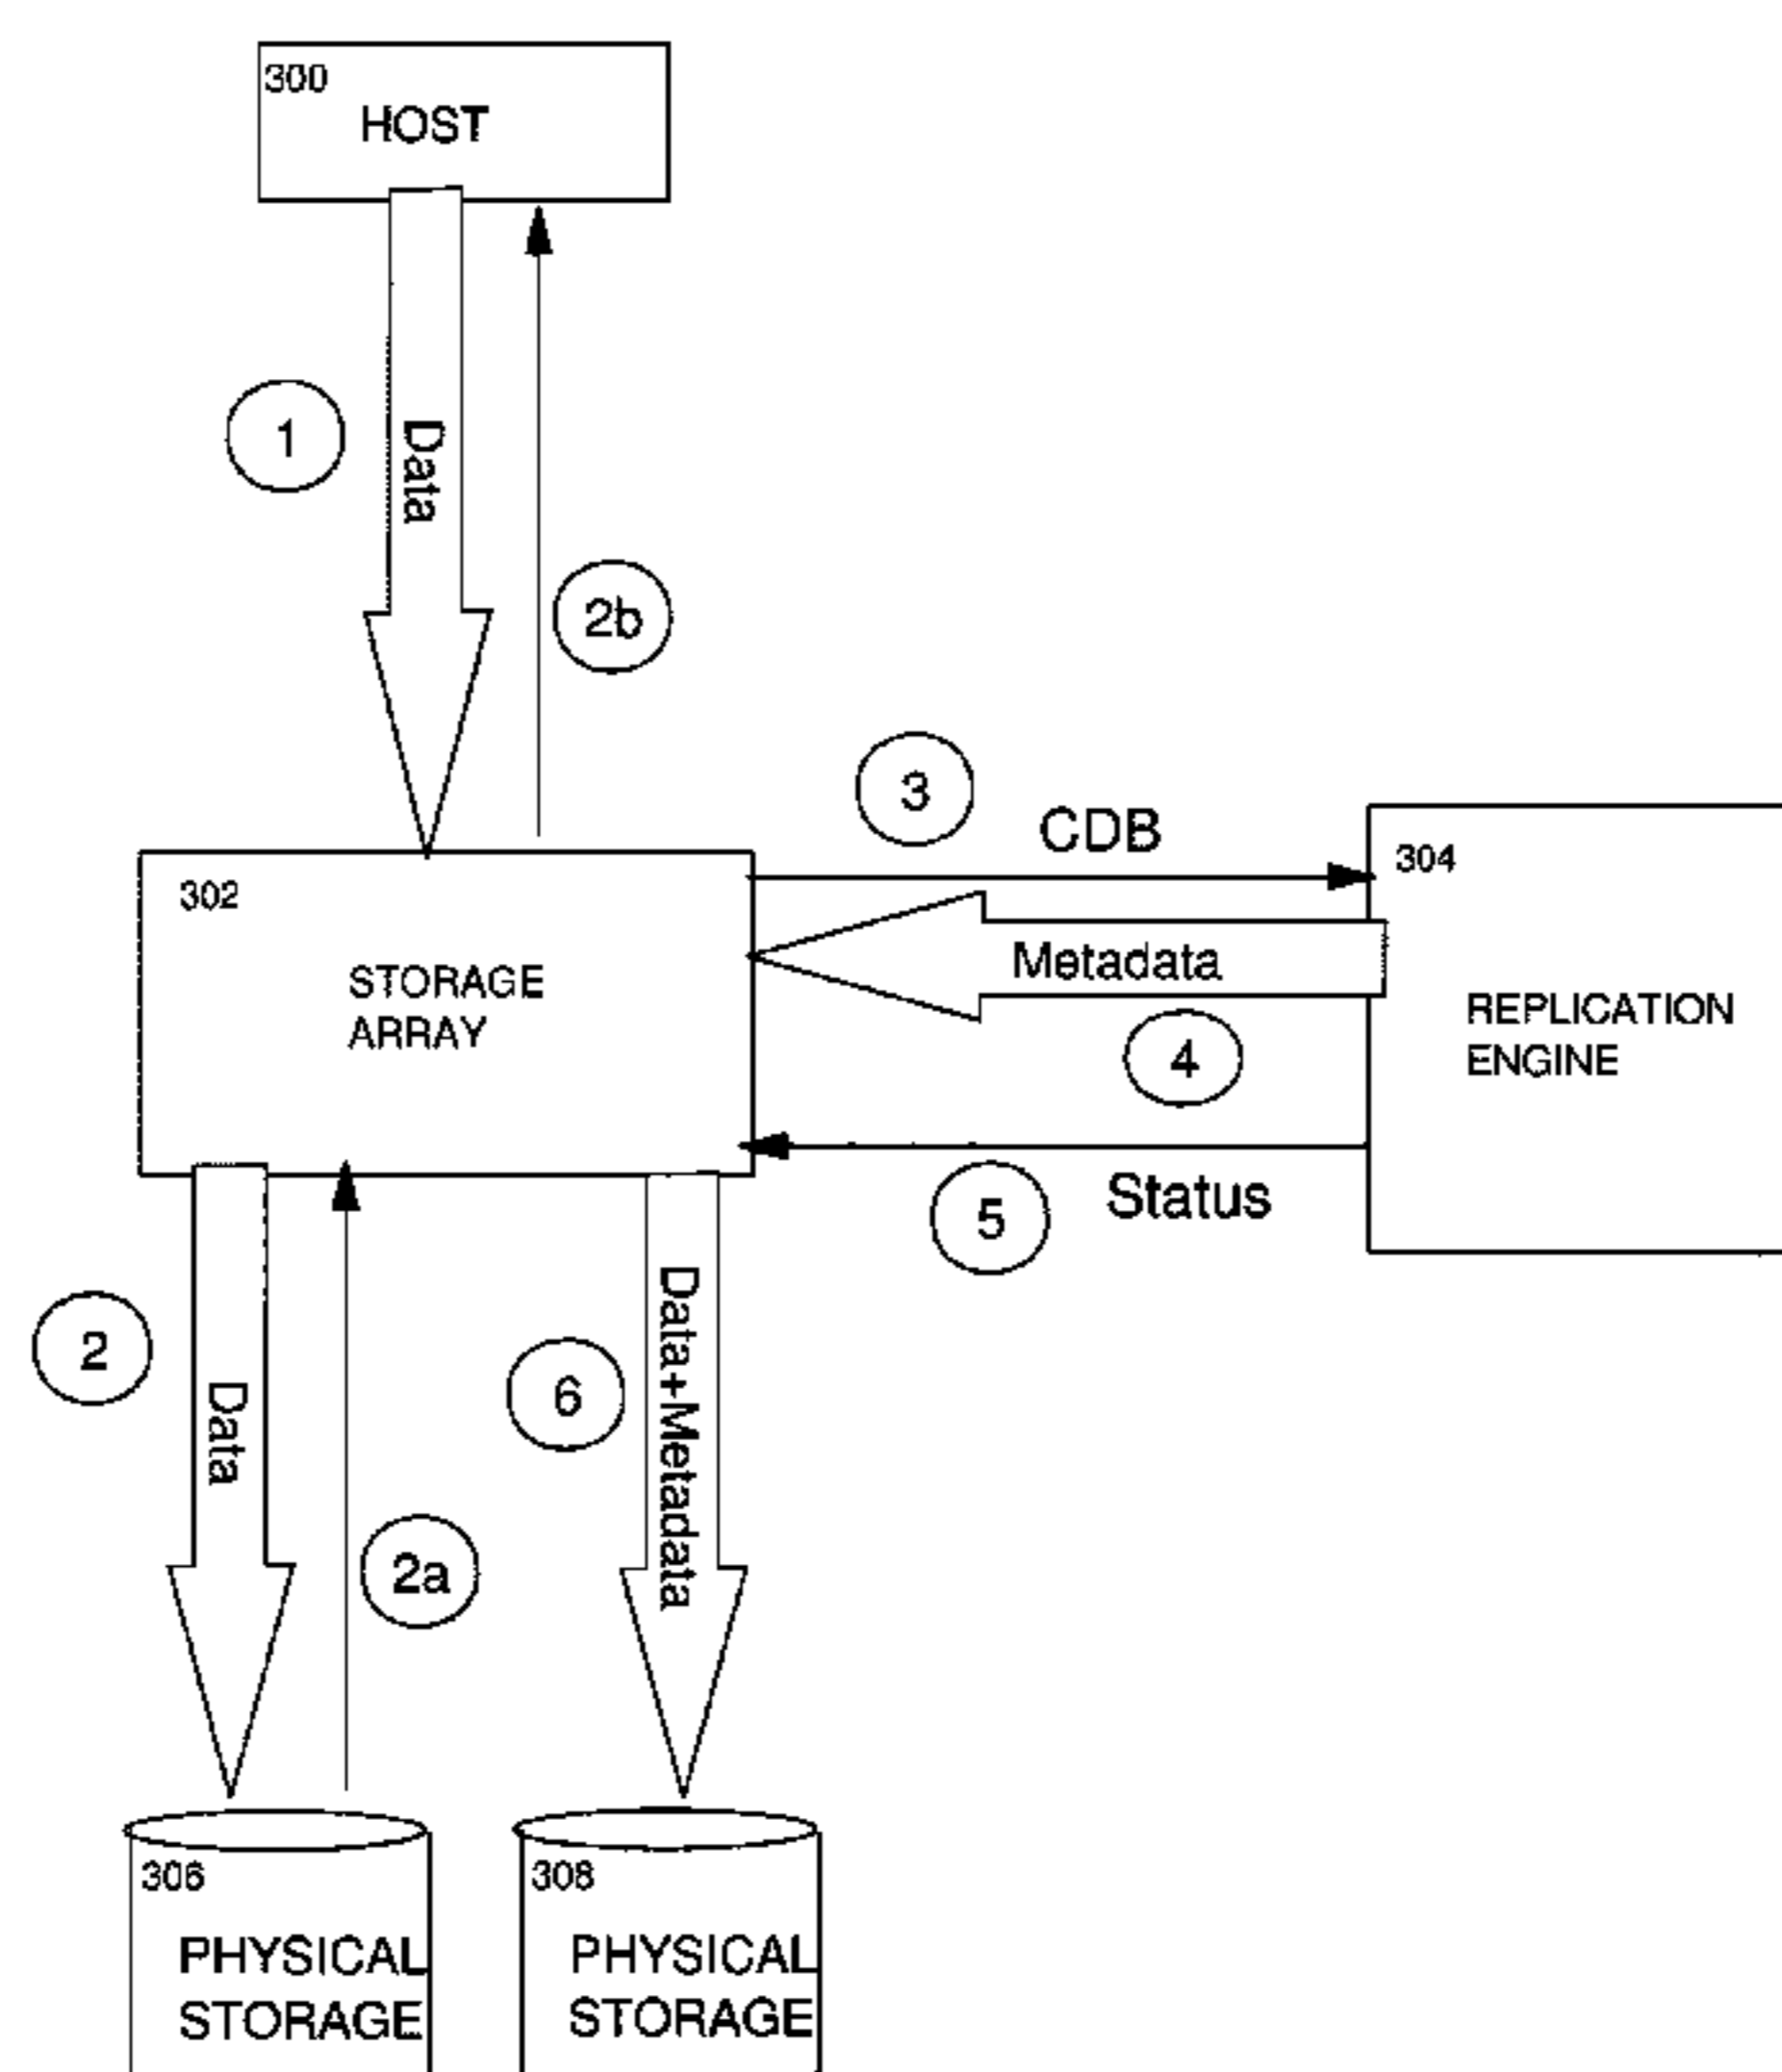 300
HOST
1
Data
2b
3
CDB
304
302
STORAGE
ARRAY
Metadata
REPLICATION
ENGINE
4
Status
5
2
Data
6
Data+Metadata
2a
306
PHYSICAL
STORAGE
308
PHYSICAL
STORAGE